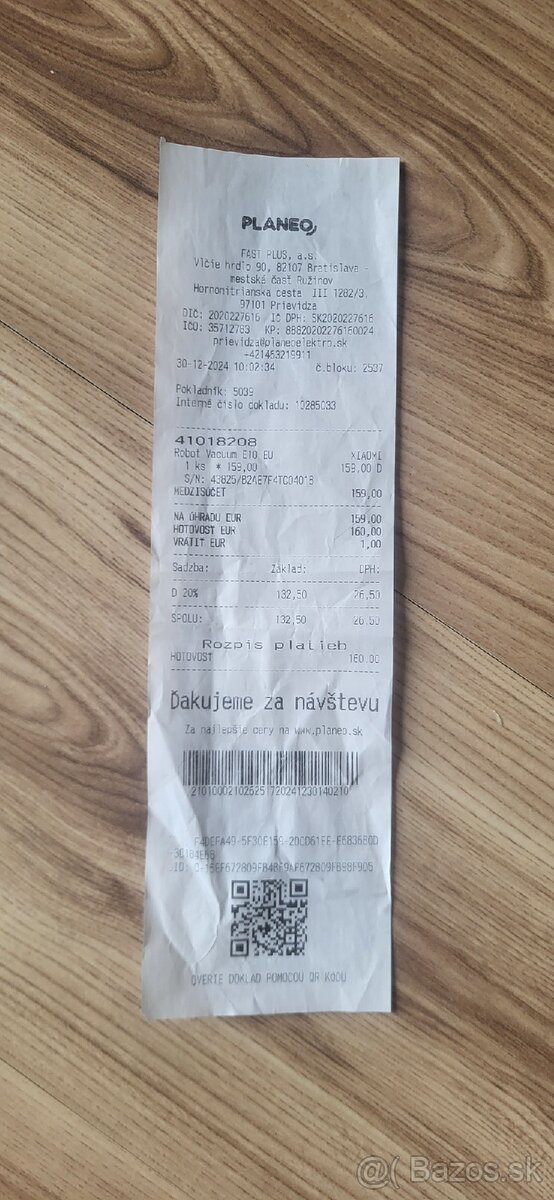 PLANEO
FAST PLUS, a.s.
Vlčie hrdlo 90, 82107 Bratislava -
mestská časť Ružinov
Hornonitrianska cesta III 1282/3,
97101 Prievidza
DIČ: 2020227616 IČ DPH: SK2020227616
IČO: 35712783 KP: 88820202276160024
prievidza@planeoelektro.sk
+421463219911
30-12-2024 10:02:34 č.bloku: 2537
Pokladník: 5039
Interné číslo dokladu: 10285033
41018208
Robot Vacuum E10 EU XIAOMI
1 ks * 159,00 159,00 D
S/N: 43825/B2AE7F4TC04018
MEDZISÚČET 159,00
NA ÚHRADU EUR 159,00
HOTOVOSŤ EUR 160,00
VRÁTIŤ EUR 1,00
Sadzba: Základ: DPH:
D 20% 132,50 26,50
SPOLU: 132,50 26,50
Rozpis platieb
HOTOVOSŤ 160,00
Ďakujeme za návštevu
Za najlepšie ceny na www.planeo.sk
210100021026251720241230140210
OVERTE DOKLAD POMOCOU QR KÓDU
@( Bazos.sk